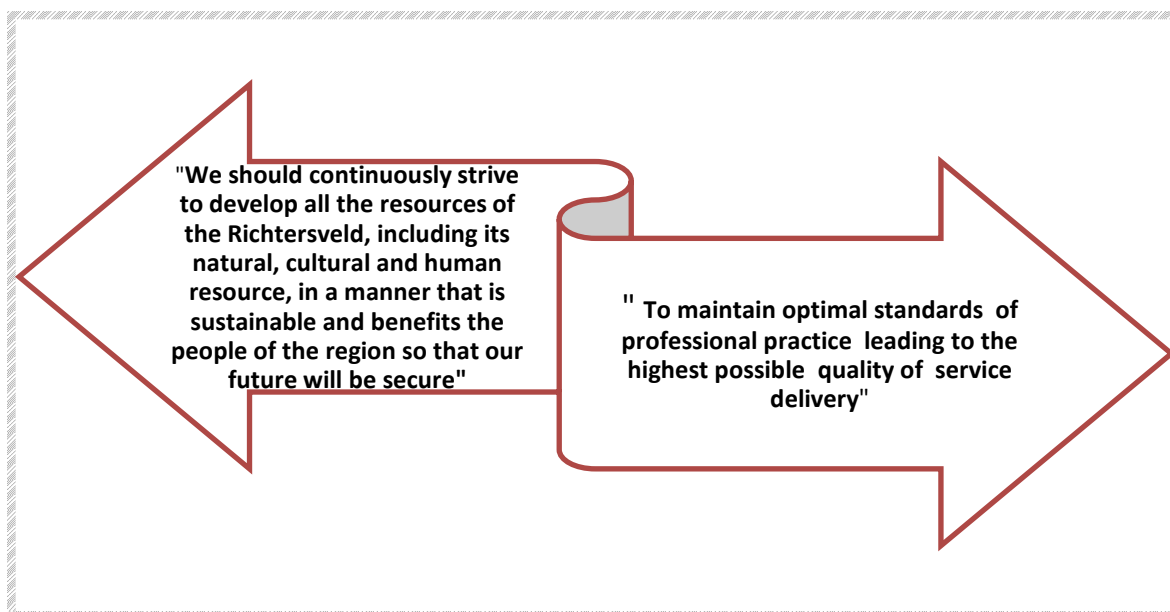 "We should continuously strive
to develop all the resources of
the Richtersveld, including its
natural, cultural and human
resource, in a manner that is
sustainable and benefits the
people of the region so that our
future will be secure"
" To maintain optimal standards of
professional practice leading to the
highest possible quality of service
delivery"